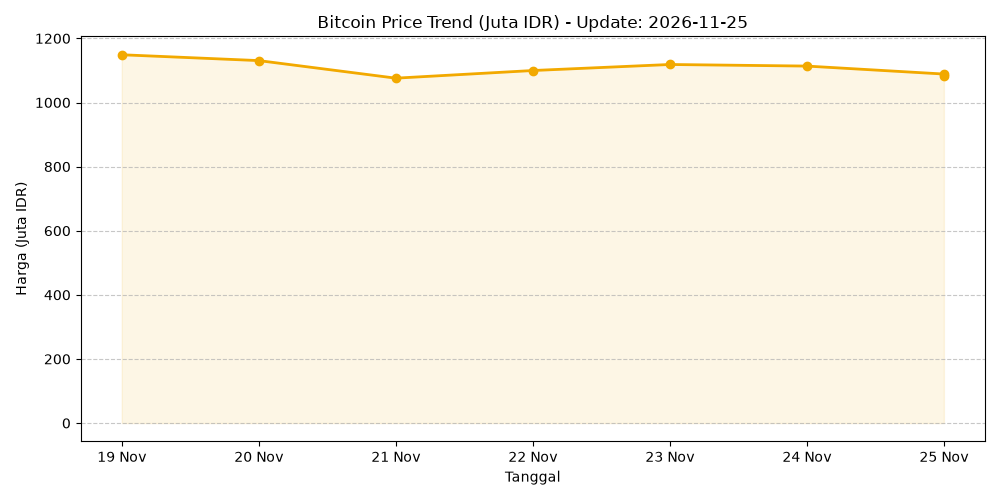 Bitcoin Price Trend (Juta IDR) - Update: 2026-11-25
Harga (Juta IDR)
1200
1000
800
600
400
200
0
19 Nov 20 Nov 21 Nov 22 Nov 23 Nov 24 Nov 25 Nov
Tanggal